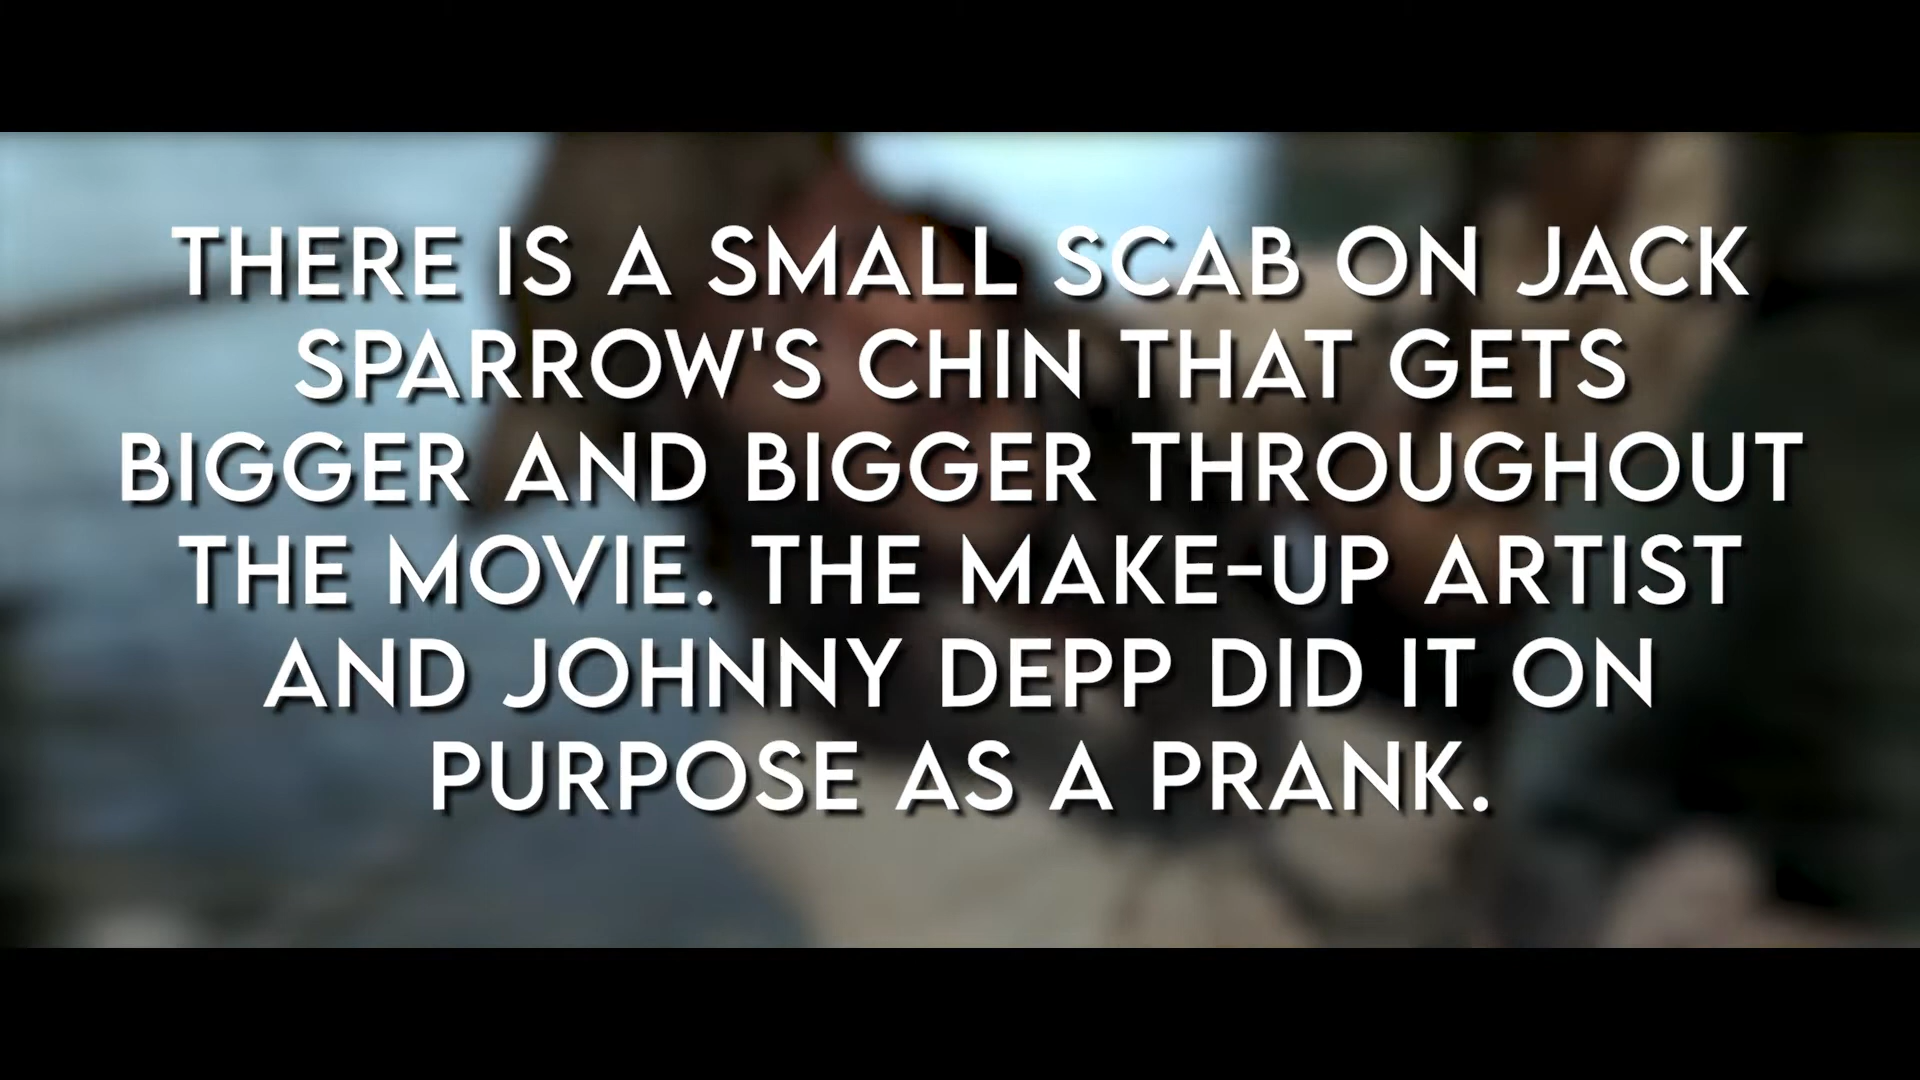 THERE IS A SMALL SCAB ON JACK
SPARROW'S CHIN THAT GETS
BIGGER AND BIGGER THROUGHOUT
THE MOVIE. THE MAKE-UP ARTIST
AND JOHNNY DEPP DID IT ON
PURPOSE AS A PRANK.